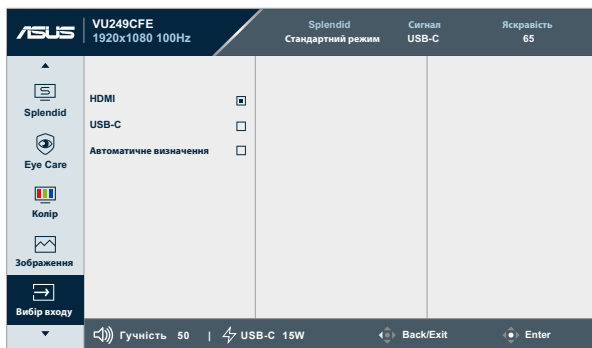 ASUS
VU249CFE
1920x1080 100Hz
Splendid
Стандартний режим
Сигнал
USB-C
Яскравість
65
Splendid
Eye Care
Колір
Зображення
Вибір входу
HDMI
USB-C
Автоматичне визначення
Гучність 50 | USB-C 15W
Back/Exit
Enter